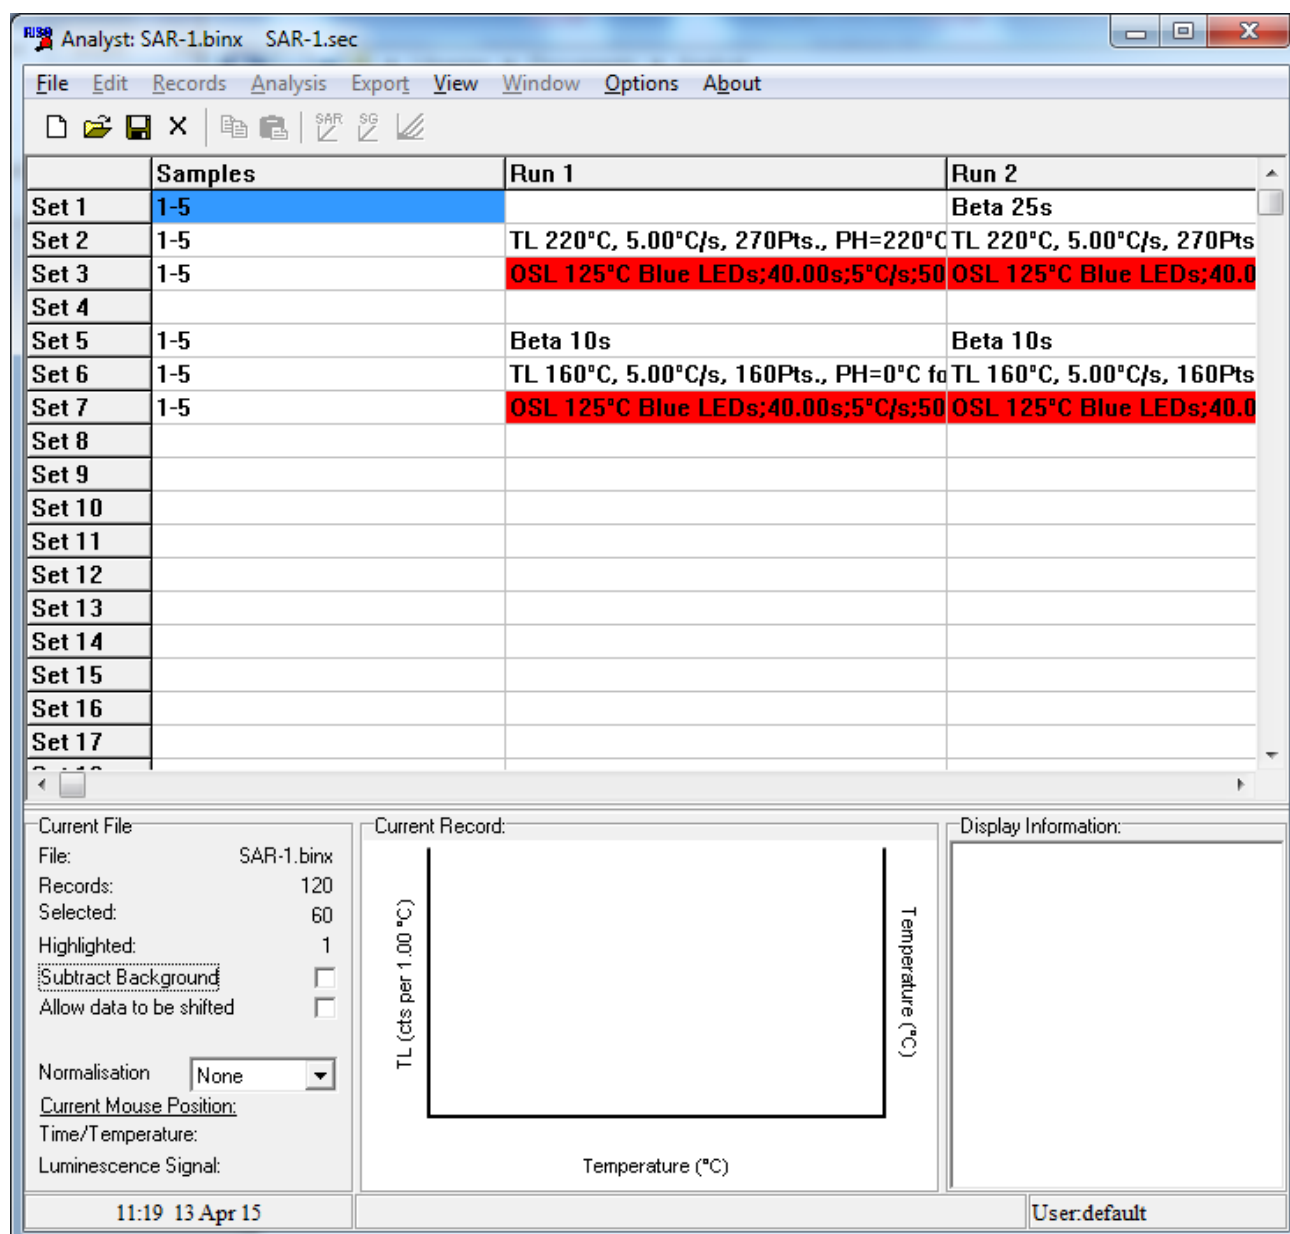 Analyst: SAR-1.binx SAR-1.sec
File Edit Records Analysis Export View Window Options About
SAR SG
Samples Run 1 Run 2
Set 1 1-5 Beta 25s
Set 2 1-5 TL 220°C, 5.00°C/s, 270Pts., PH=220°C TL 220°C, 5.00°C/s, 270Pts
Set 3 1-5 OSL 125°C Blue LEDs;40.00s;5°C/s;50 OSL 125°C Blue LEDs;40.0
Set 4
Set 5 1-5 Beta 10s Beta 10s
Set 6 1-5 TL 160°C, 5.00°C/s, 160Pts., PH=0°C fo TL 160°C, 5.00°C/s, 160Pts
Set 7 1-5 OSL 125°C Blue LEDs;40.00s;5°C/s;50 OSL 125°C Blue LEDs;40.0
Set 8
Set 9
Set 10
Set 11
Set 12
Set 13
Set 14
Set 15
Set 16
Set 17
Current File
File: SAR-1.binx
Records: 120
Selected: 60
Highlighted: 1
Subtract Background
Allow data to be shifted
Normalisation None
Current Mouse Position:
Time/Temperature:
Luminescence Signal:
Current Record:
TL (cts per 1.00 °C)
Temperature (°C)
Temperature (°C)
Display Information:
11:19 13 Apr 15
User:default